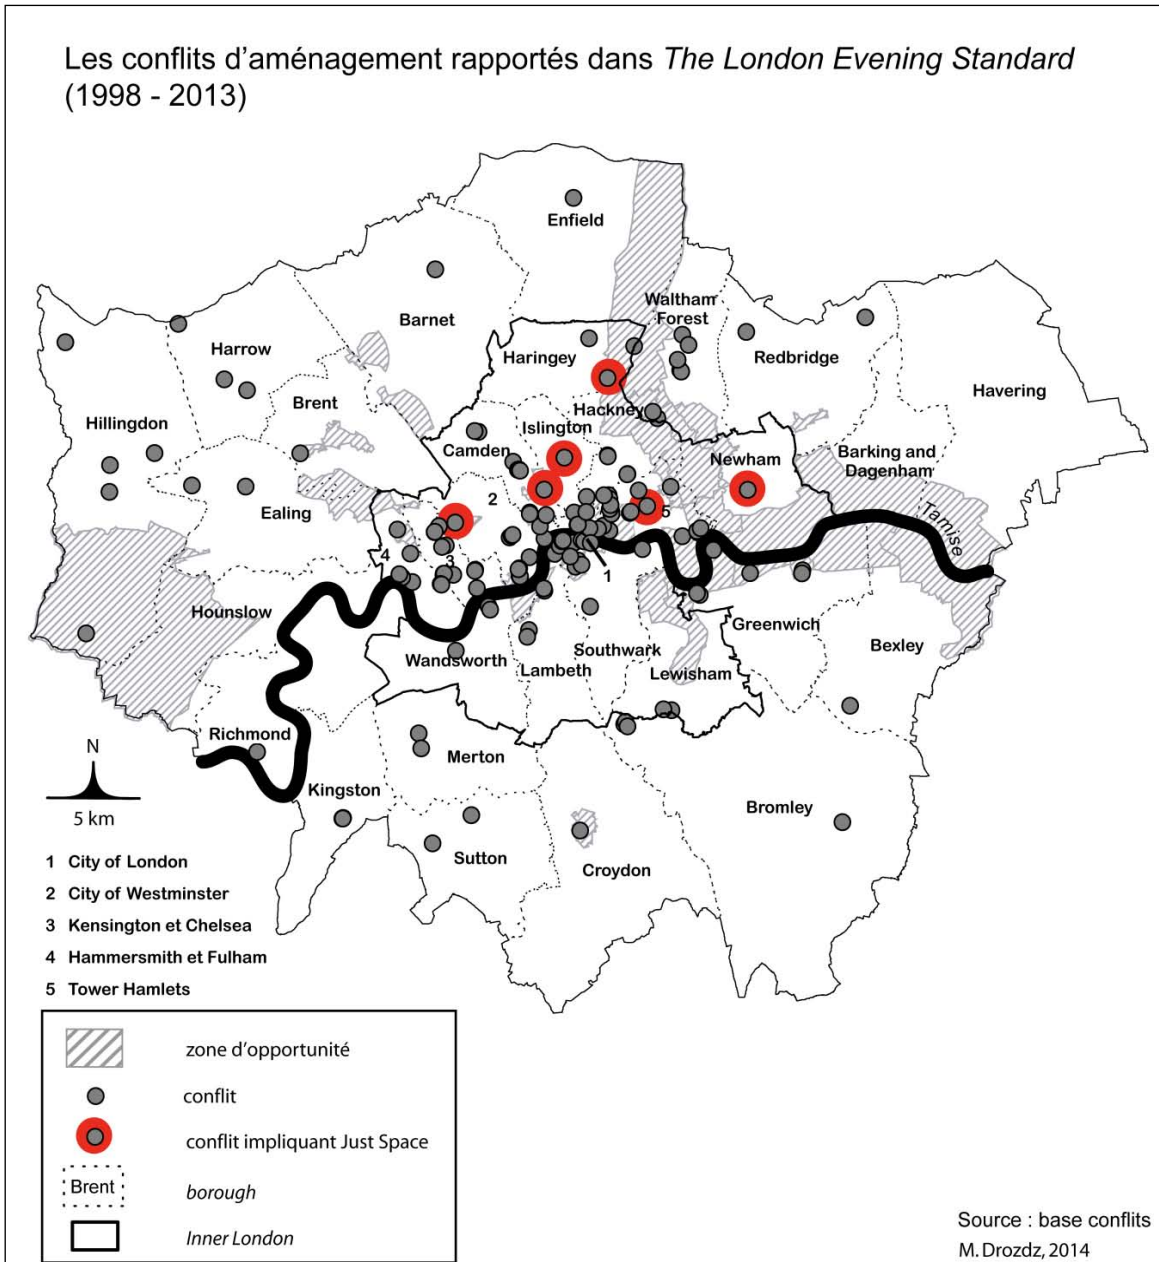 Les conflits d'aménagement rapportés dans The London Evening Standard
(1998 - 2013)
Enfield
Barnet
Waltham
Forest
Harrow
Haringey
Redbridge
Havering
Brent
Hackney
Hillingdon
Islington
Camden
Newham
Barking and
Dagenham
2
Ealing
5
Tamise
4
3
1
Hounslow
Greenwich
Bexley
Wandsworth
Lambeth
Southwark
Lewisham
Richmond
Merton
Kingston
Bromley
Sutton
Croydon
N
5 km
1 City of London
2 City of Westminster
3 Kensington et Chelsea
4 Hammersmith et Fulham
5 Tower Hamlets
zone d'opportunité
conflit
conflit impliquant Just Space
Brent borough
Inner London
Source : base conflits
M. Drozdz, 2014